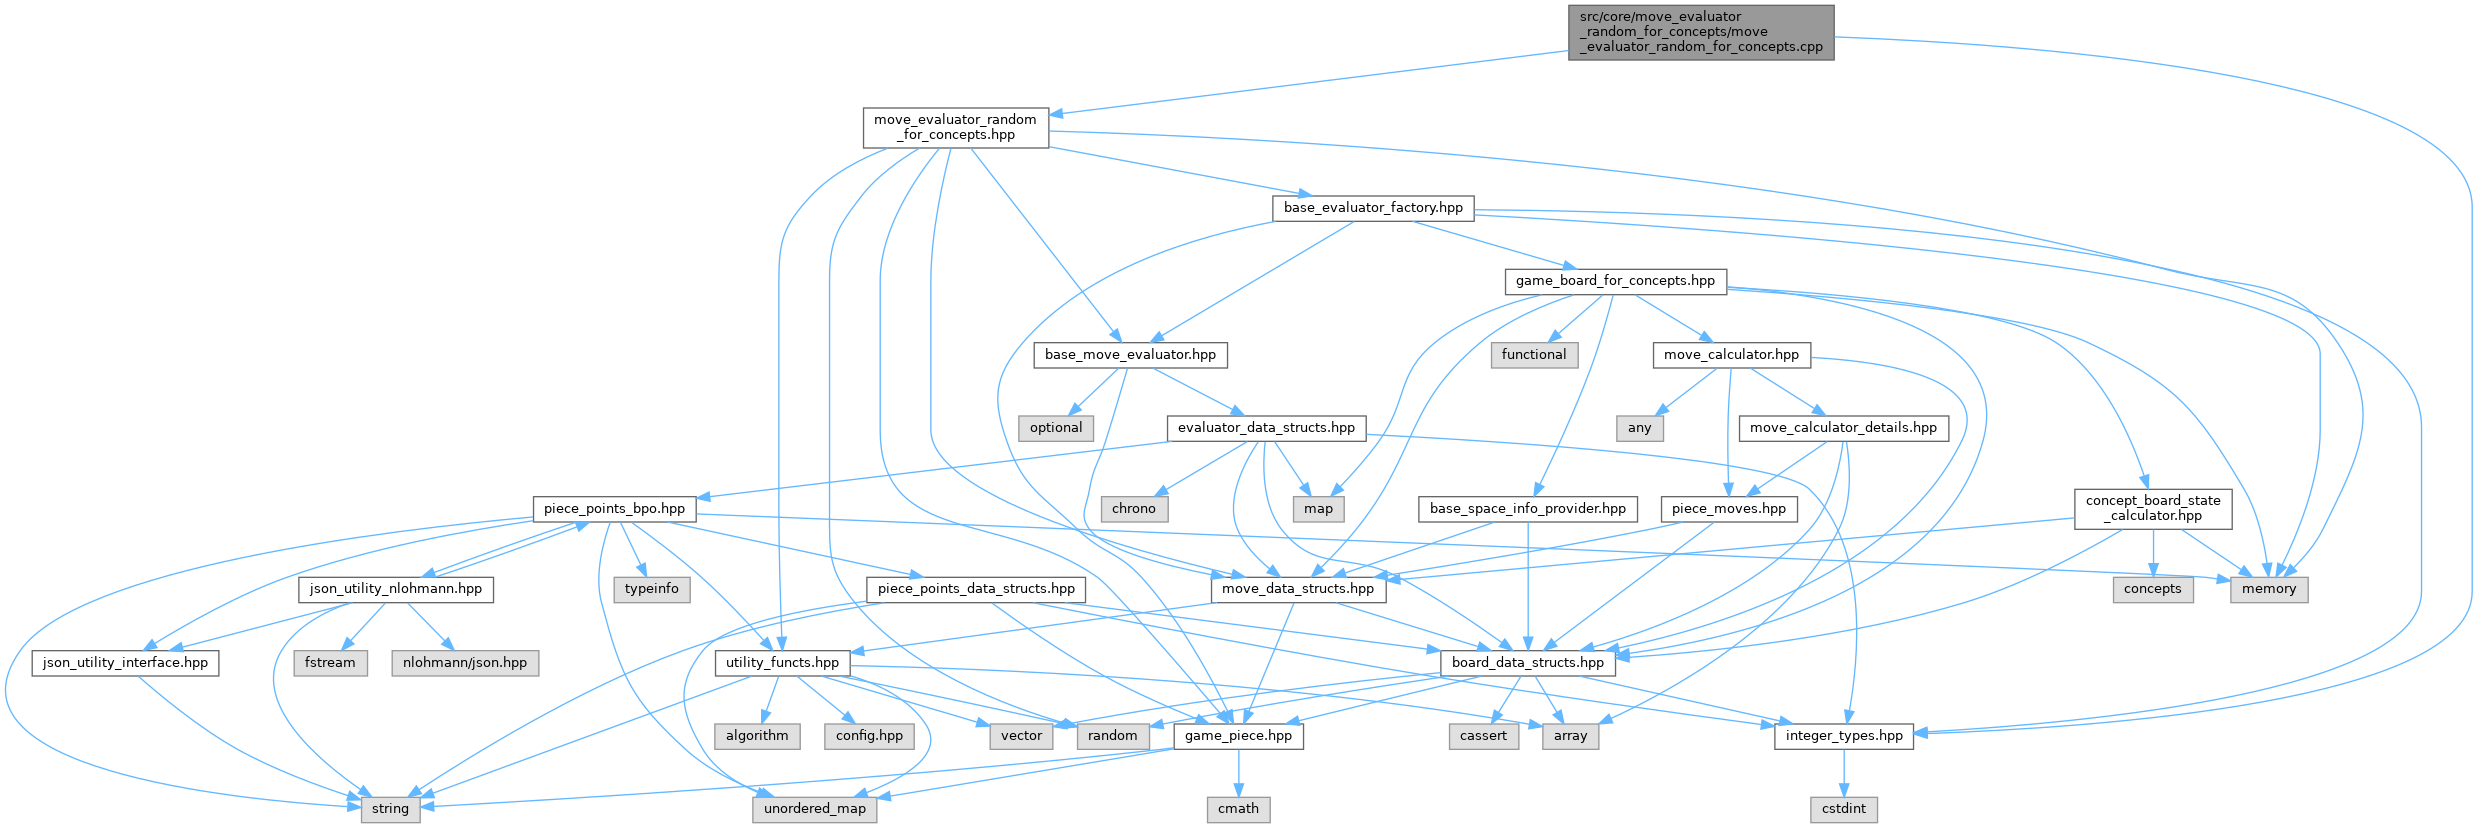 src/core/move_evaluator
_random_for_concepts/move
_evaluator_random_for_concepts.cpp
move_evaluator_random
_for_concepts.hpp
base_evaluator_factory.hpp
game_board_for_concepts.hpp
base_move_evaluator.hpp
functional
move_calculator.hpp
optional
evaluator_data_structs.hpp
any
move_calculator_details.hpp
piece_points_bpo.hpp
chrono
map
base_space_info_provider.hpp
piece_moves.hpp
concept_board_state
_calculator.hpp
json_utility_nlohmann.hpp
typeinfo
piece_points_data_structs.hpp
move_data_structs.hpp
concepts
memory
json_utility_interface.hpp
fstream
nlohmann/json.hpp
utility_functs.hpp
board_data_structs.hpp
algorithm
config.hpp
vector
random
game_piece.hpp
cassert
array
integer_types.hpp
string
unordered_map
cmath
cstdint